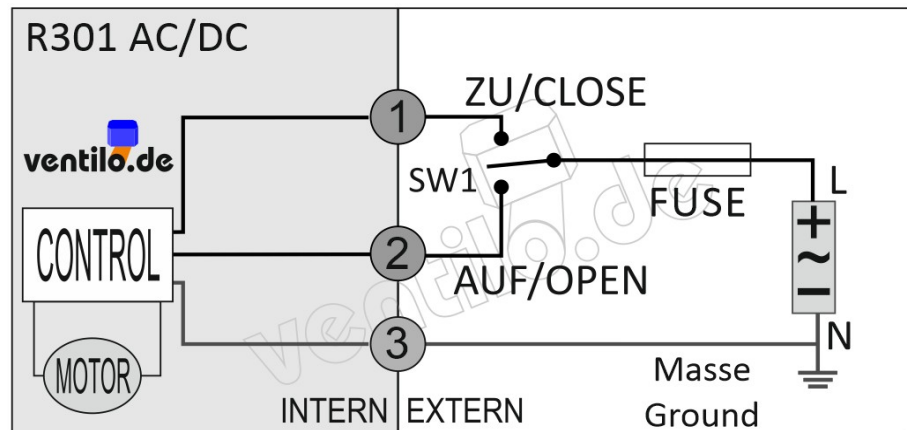 R301 AC/DC
ventilo.de
CONTROL
MOTOR
INTERN
EXTERN
1
2
3
ZU/CLOSE
SW1
AUF/OPEN
FUSE
L
+
~
−
N
Masse
Ground
ventilo.de